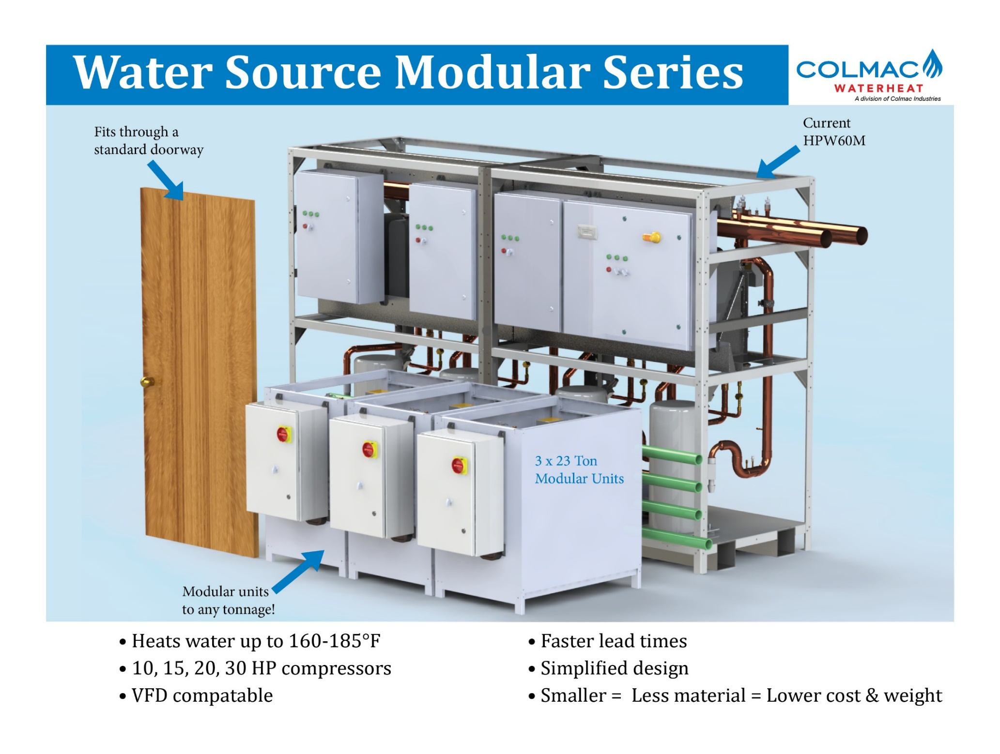 Water Source Modular Series
COLMAC
WATERHEAT
A division of Colmac Industries
Fits through a
standard doorway
Current
HPW60M
3 x 23 Ton
Modular Units
Modular units
to any tonnage!
• Heats water up to 160-185°F
• 10, 15, 20, 30 HP compressors
• VFD compatable
• Faster lead times
• Simplified design
• Smaller =  Less material = Lower cost & weight